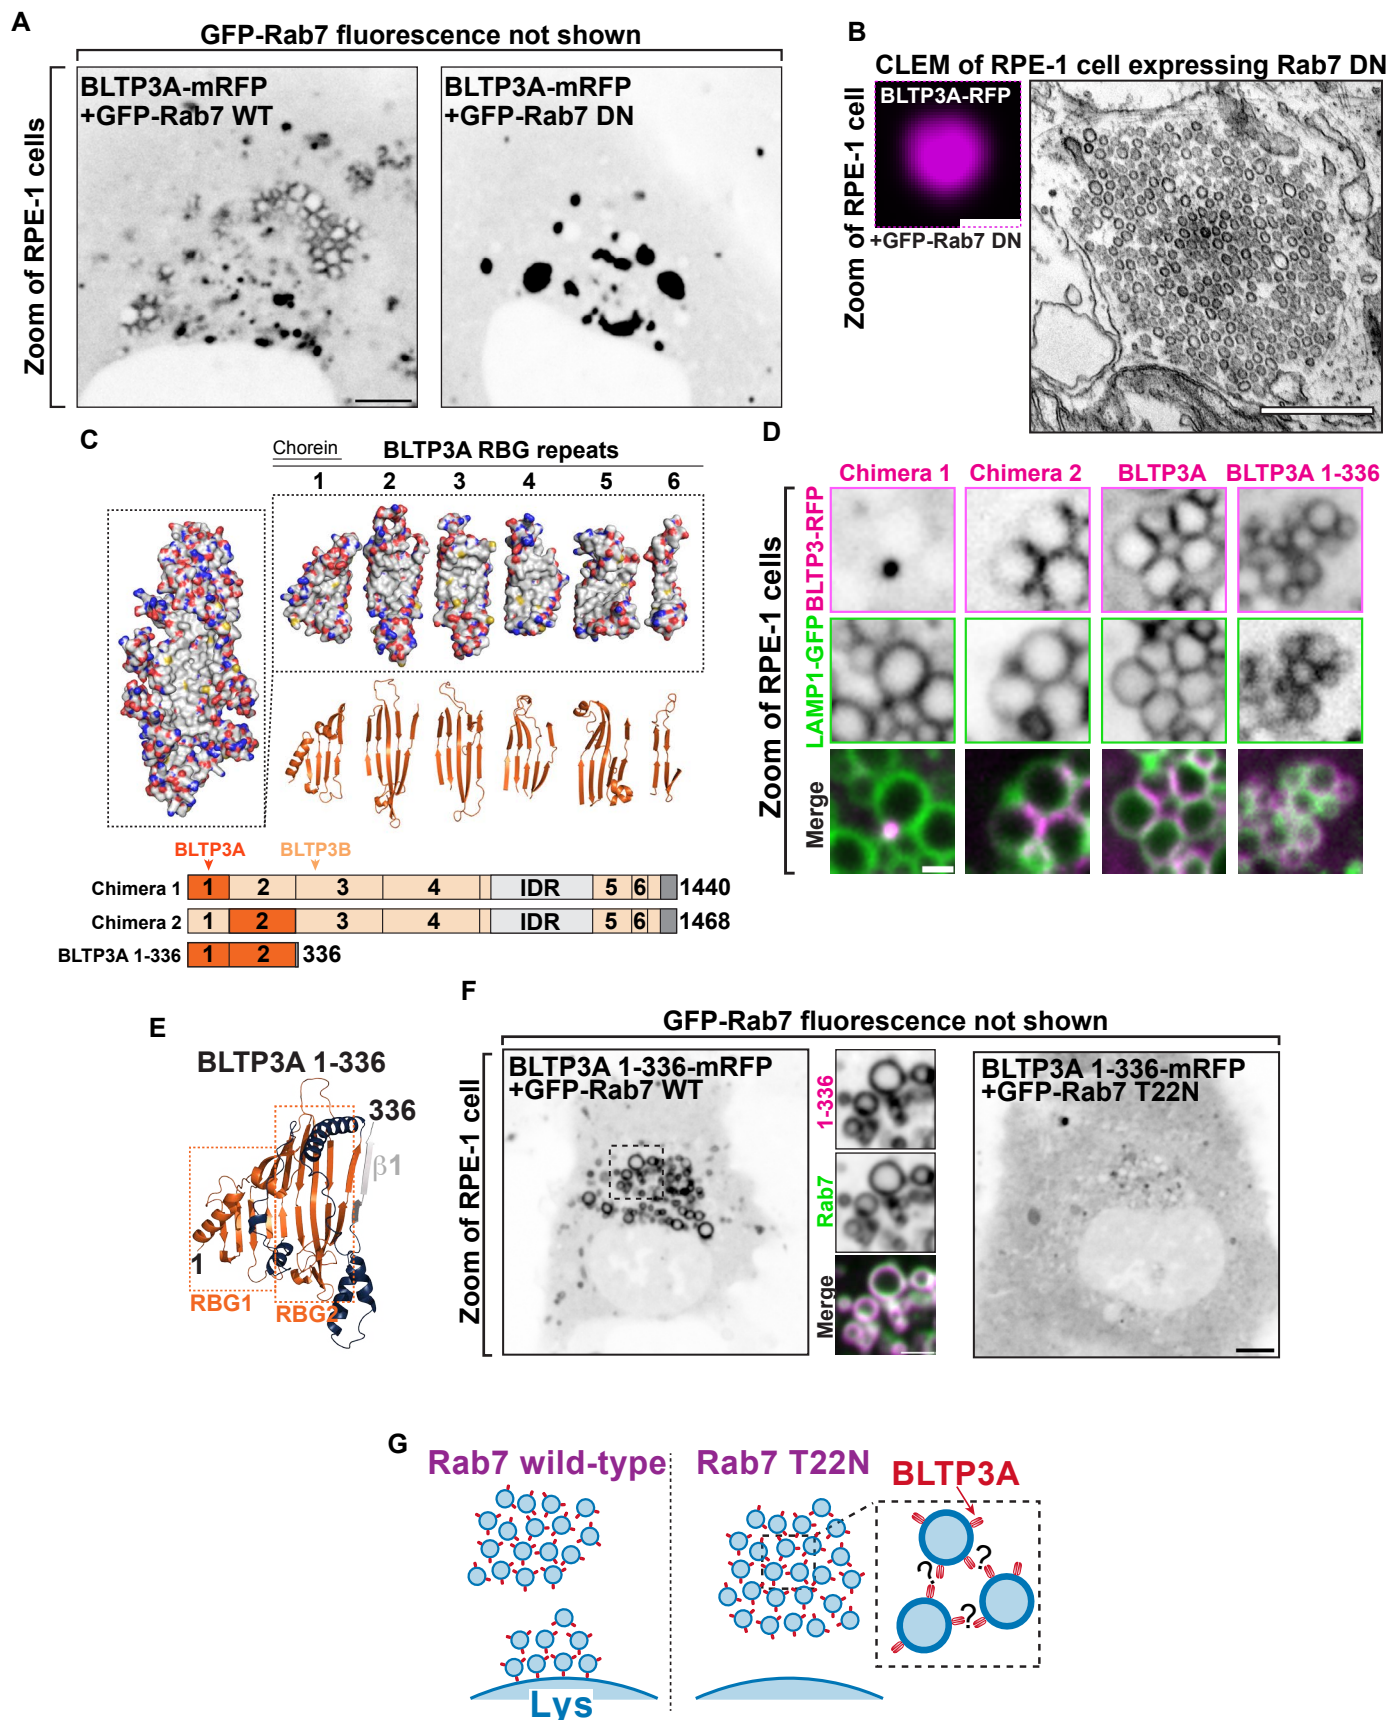 A
GFP-Rab7 fluorescence not shown
Zoom of RPE-1 cells
BLTP3A-mRFP
+GFP-Rab7 WT
BLTP3A-mRFP
+GFP-Rab7 DN
B
CLEM of RPE-1 cell expressing Rab7 DN
Zoom of RPE-1 cell
BLTP3A-RFP
+GFP-Rab7 DN
C
Chorein
BLTP3A RBG repeats
1 2 3 4 5 6
BLTP3A
BLTP3B
Chimera 1 1 2 3 4 IDR 5 6 1440
Chimera 2 1 2 3 4 IDR 5 6 1468
BLTP3A 1-336 1 2 336
D
Chimera 1 Chimera 2 BLTP3A BLTP3A 1-336
Zoom of RPE-1 cells
BLTP3-RFP
LAMP1-GFP
Merge
E
BLTP3A 1-336
336
β1
1
RBG1
RBG2
F
GFP-Rab7 fluorescence not shown
Zoom of RPE-1 cell
BLTP3A 1-336-mRFP
+GFP-Rab7 WT
1-336
Rab7
Merge
BLTP3A 1-336-mRFP
+GFP-Rab7 T22N
G
Rab7 wild-type
Rab7 T22N
BLTP3A
?
?
?
Lys